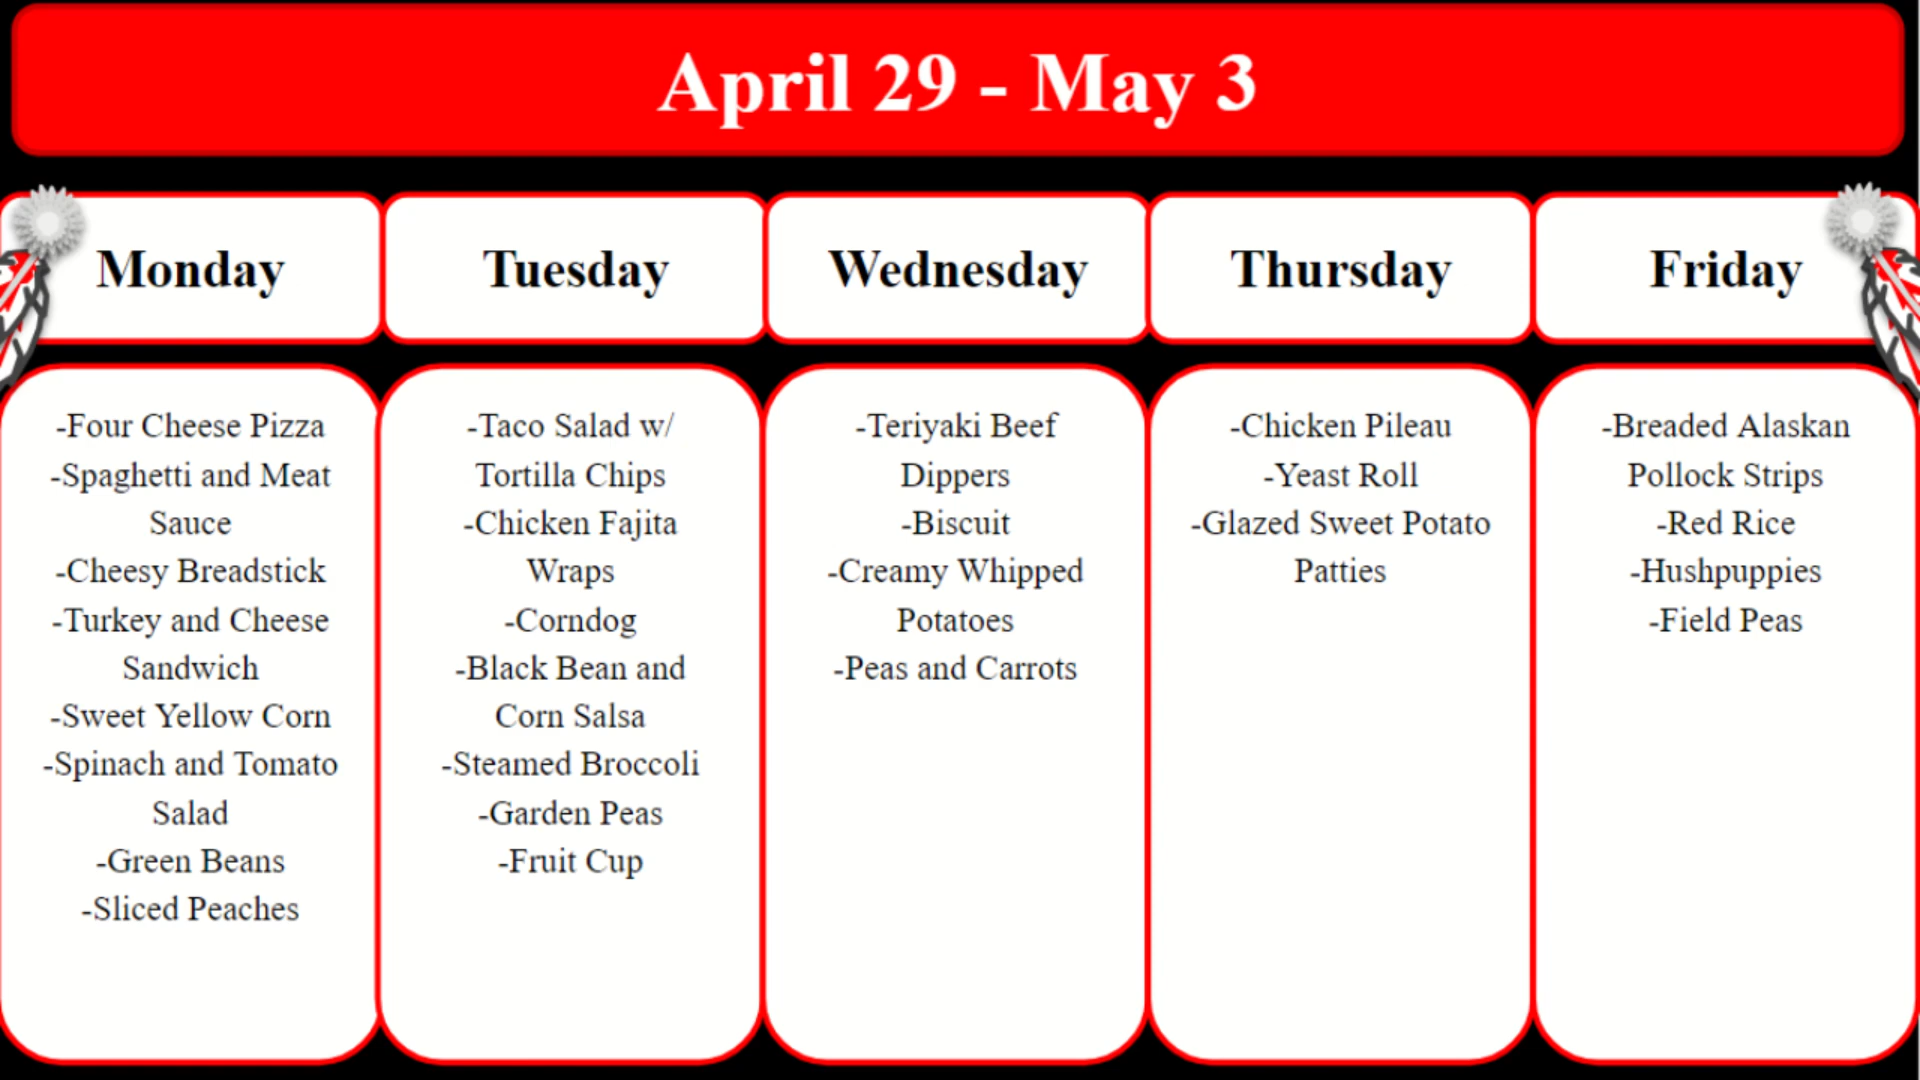 April 29 - May 3
Monday
Tuesday
Wednesday
Thursday
Friday
-Four Cheese Pizza
-Spaghetti and Meat
Sauce
-Cheesy Breadstick
-Turkey and Cheese
Sandwich
-Sweet Yellow Corn
-Spinach and Tomato
Salad
-Green Beans
-Sliced Peaches
-Taco Salad w/
Tortilla Chips
-Chicken Fajita
Wraps
-Corndog
-Black Bean and
Corn Salsa
-Steamed Broccoli
-Garden Peas
-Fruit Cup
-Teriyaki Beef
Dippers
-Biscuit
-Creamy Whipped
Potatoes
-Peas and Carrots
-Chicken Pileau
-Yeast Roll
-Glazed Sweet Potato
Patties
-Breaded Alaskan
Pollock Strips
-Red Rice
-Hushpuppies
-Field Peas